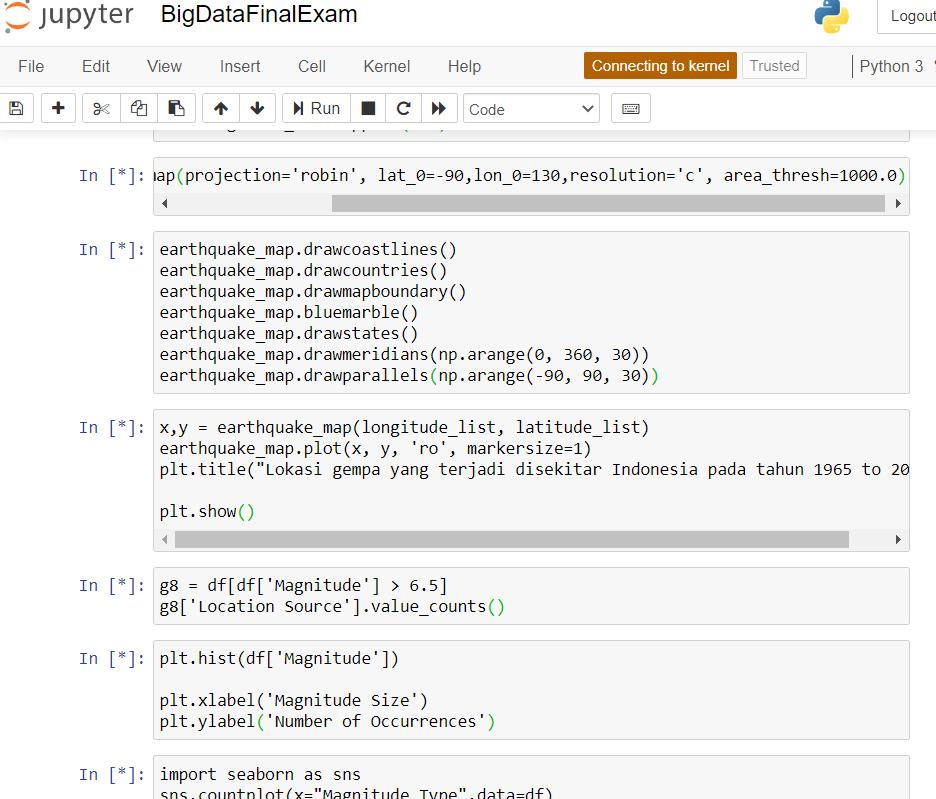 jupyter BigDataFinalExam
Logout
File Edit View Insert Cell Kernel Help Connecting to kernel Trusted Python 3
Run Code
In [*]: map(projection='robin', lat_0=-90,lon_0=130,resolution='c', area_thresh=1000.0)
In [*]: earthquake_map.drawcoastlines()
earthquake_map.drawcountries()
earthquake_map.drawmapboundary()
earthquake_map.bluemarble()
earthquake_map.drawstates()
earthquake_map.drawmeridians(np.arange(0, 360, 30))
earthquake_map.drawparallels(np.arange(-90, 90, 30))
In [*]: x,y = earthquake_map(longitude_list, latitude_list)
earthquake_map.plot(x, y, 'ro', markersize=1)
plt.title("Lokasi gempa yang terjadi disekitar Indonesia pada tahun 1965 to 20
plt.show()
In [*]: g8 = df[df['Magnitude'] > 6.5]
g8['Location Source'].value_counts()
In [*]: plt.hist(df['Magnitude'])
plt.xlabel('Magnitude Size')
plt.ylabel('Number of Occurrences')
In [*]: import seaborn as sns
sns.countplot(x="Magnitude Type",data=df)